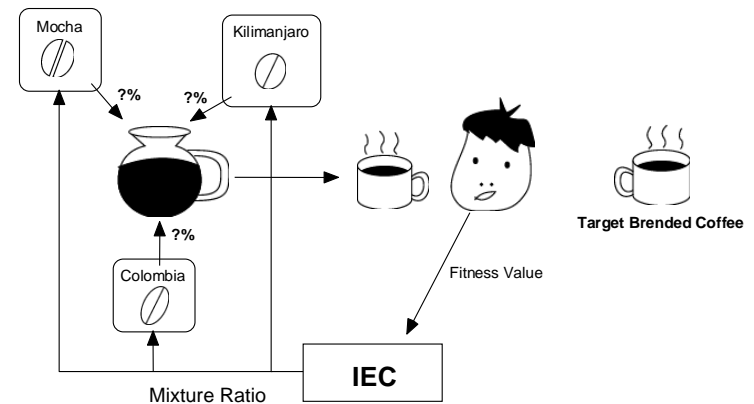 Mocha
Kilimanjaro
?%
?%
Target Brended Coffee
?%
Colombia
Fitness Value
IEC
Mixture Ratio